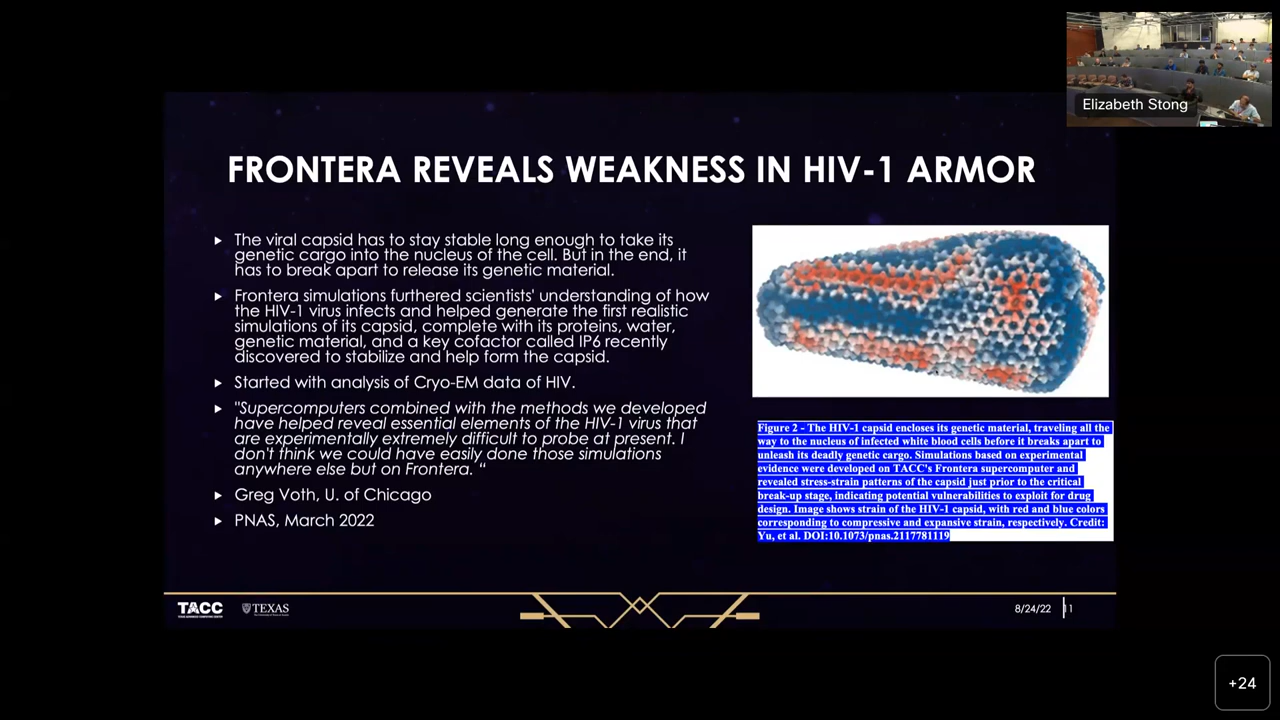 Elizabeth Stong
FRONTERA REVEALS WEAKNESS IN HIV-1 ARMOR
The viral capsid has to stay stable long enough to take its
genetic cargo into the nucleus of the cell. But in the end, it
has to break apart to release its genetic material.
Frontera simulations furthered scientists' understanding of how
the HIV-1 virus infects and helped generate the first realistic
simulations of its capsid, complete with its proteins, water,
genetic material, and a key cofactor called IP6 recently
discovered to stabilize and help form the capsid.
Started with analysis of Cryo-EM data of HIV.
"Supercomputers combined with the methods we developed
have helped reveal essential elements of the HIV-1 virus that
are experimentally extremely difficult to probe at present. I
don't think we could have easily done those simulations
anywhere else but on Frontera. “
Greg Voth, U. of Chicago
PNAS, March 2022
Figure 2 - The HIV-1 capsid encloses its genetic material, traveling all the
way to the nucleus of infected white blood cells before it breaks apart to
unleash its deadly genetic cargo. Simulations based on experimental
evidence were developed on TACC's Frontera supercomputer and
revealed stress-strain patterns of the capsid just prior to the critical
break-up stage, indicating potential vulnerabilities to exploit for drug
design. Image shows strain of the HIV-1 capsid, with red and blue colors
corresponding to compressive and expansive strain, respectively. Credit:
Yu, et al. DOI:10.1073/pnas.2117781119
TACC
TEXAS
8/24/22
11
+24